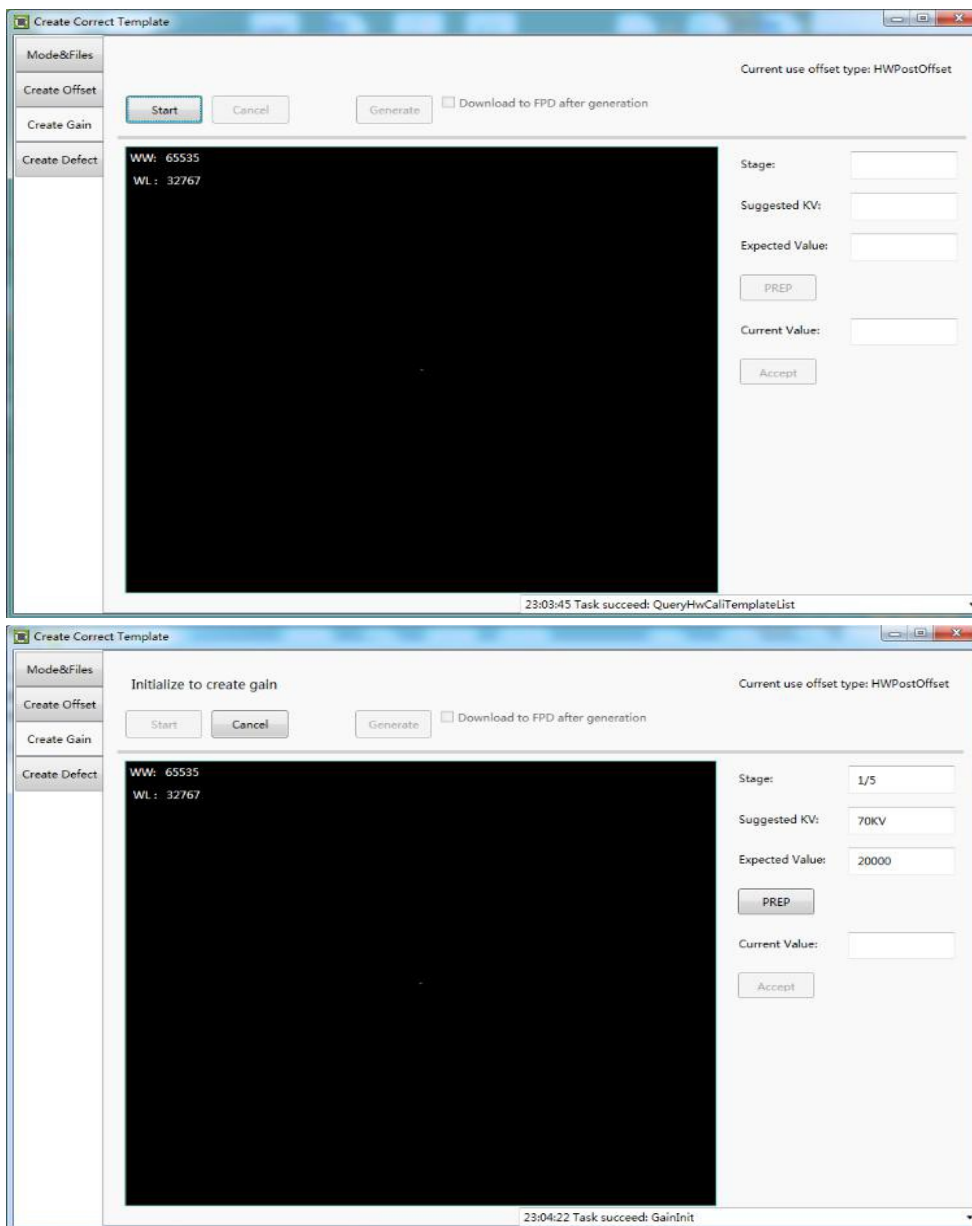 Create Correct Template
Mode&Files
Current use offset type: HWPostOffset
Create Offset
Start Cancel Generate Download to FPD after generation
Create Gain
Create Defect
WW: 65535
WL: 32767
Stage:
Suggested KV:
Expected Value:
PREP
Current Value:
Accept
23:03:45 Task succeed: QueryHwCaliTemplateList
Create Correct Template
Mode&Files
Initialize to create gain
Current use offset type: HWPostOffset
Create Offset
Start Cancel Generate Download to FPD after generation
Create Gain
Create Defect
WW: 65535
WL: 32767
Stage: 1/5
Suggested KV: 70KV
Expected Value: 20000
PREP
Current Value:
Accept
23:04:22 Task succeed: GainInit